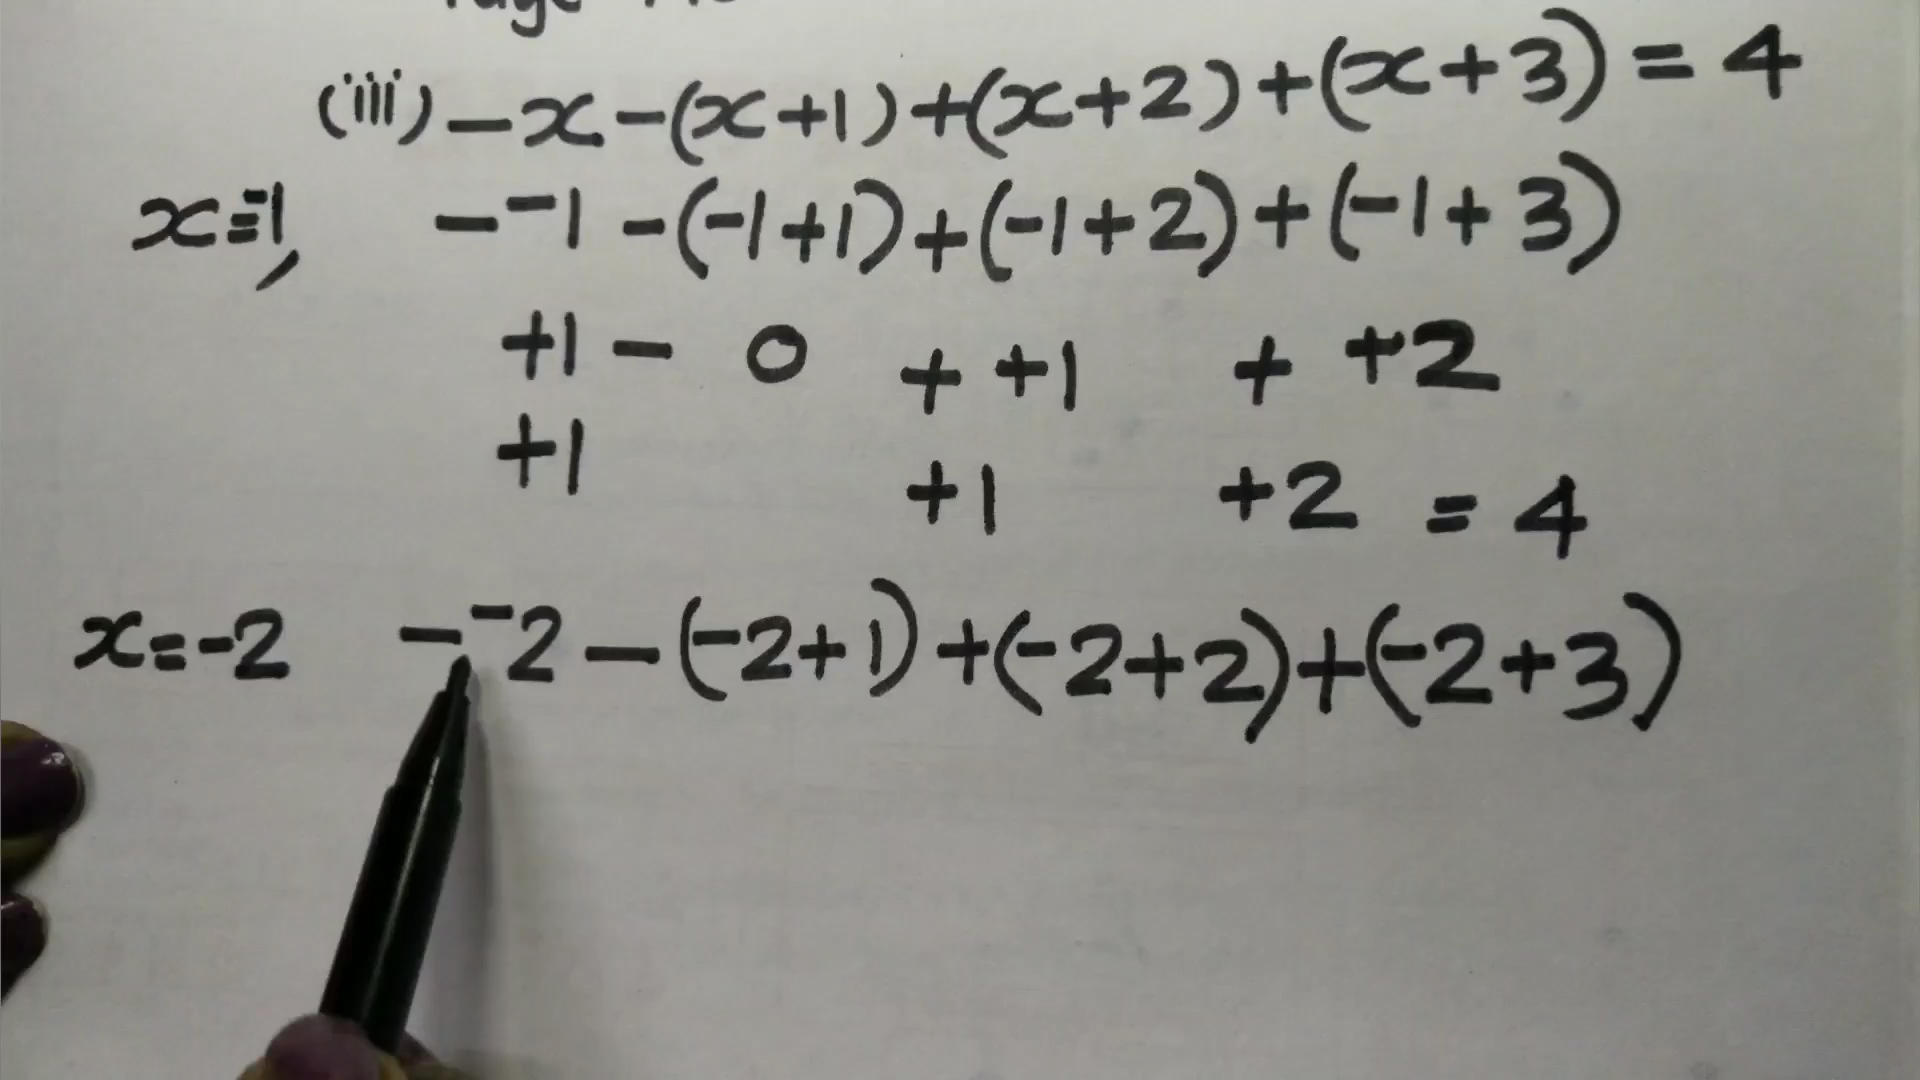 (iii) -x-(x+1)+(x+2)+(x+3)=4
x=-1, - -1 -(-1+1)+(-1+2)+(-1+3)
+1 - 0 + +1 + +2
+1 +1 +2 = 4
x=-2 - -2 -(-2+1)+(-2+2)+(-2+3)